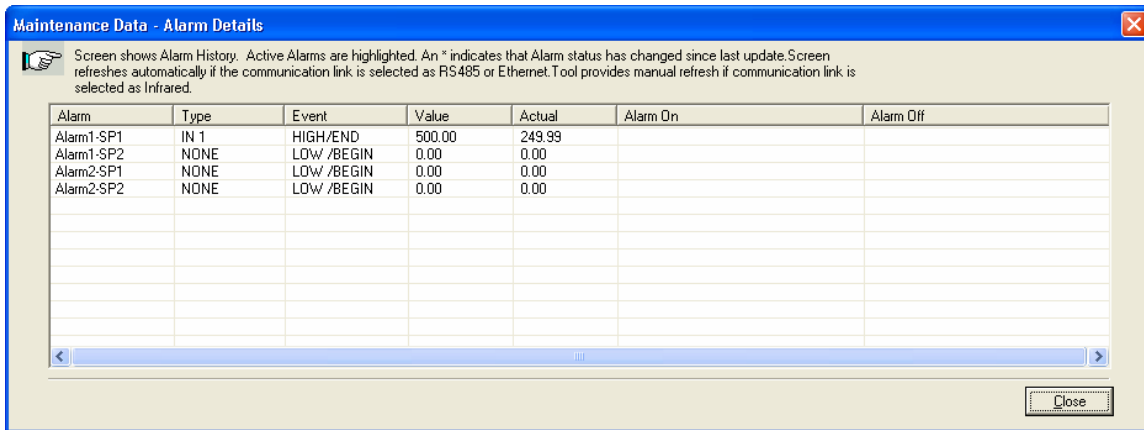 Maintenance Data - Alarm Details
Screen shows Alarm History.  Active Alarms are highlighted. An * indicates that Alarm status has changed since last update.Screen
refreshes automatically if the communication link is selected as RS485 or Ethernet.Tool provides manual refresh if communication link is
selected as Infrared.
Alarm Type Event Value Actual Alarm On Alarm Off
Alarm1-SP1 IN 1 HIGH/END 500.00 249.99
Alarm1-SP2 NONE LOW /BEGIN 0.00 0.00
Alarm2-SP1 NONE LOW /BEGIN 0.00 0.00
Alarm2-SP2 NONE LOW /BEGIN 0.00 0.00
Close